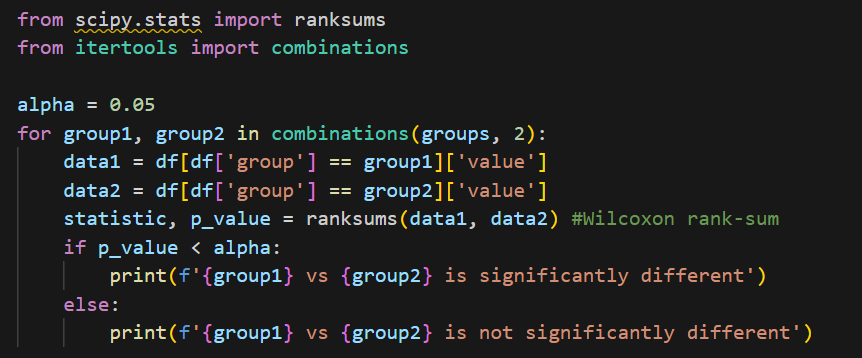 from scipy.stats import ranksums
from itertools import combinations

alpha = 0.05
for group1, group2 in combinations(groups, 2):
    data1 = df[df['group'] == group1]['value']
    data2 = df[df['group'] == group2]['value']
    statistic, p_value = ranksums(data1, data2) #Wilcoxon rank-sum
    if p_value < alpha:
        print(f'{group1} vs {group2} is significantly different')
    else:
        print(f'{group1} vs {group2} is not significantly different')